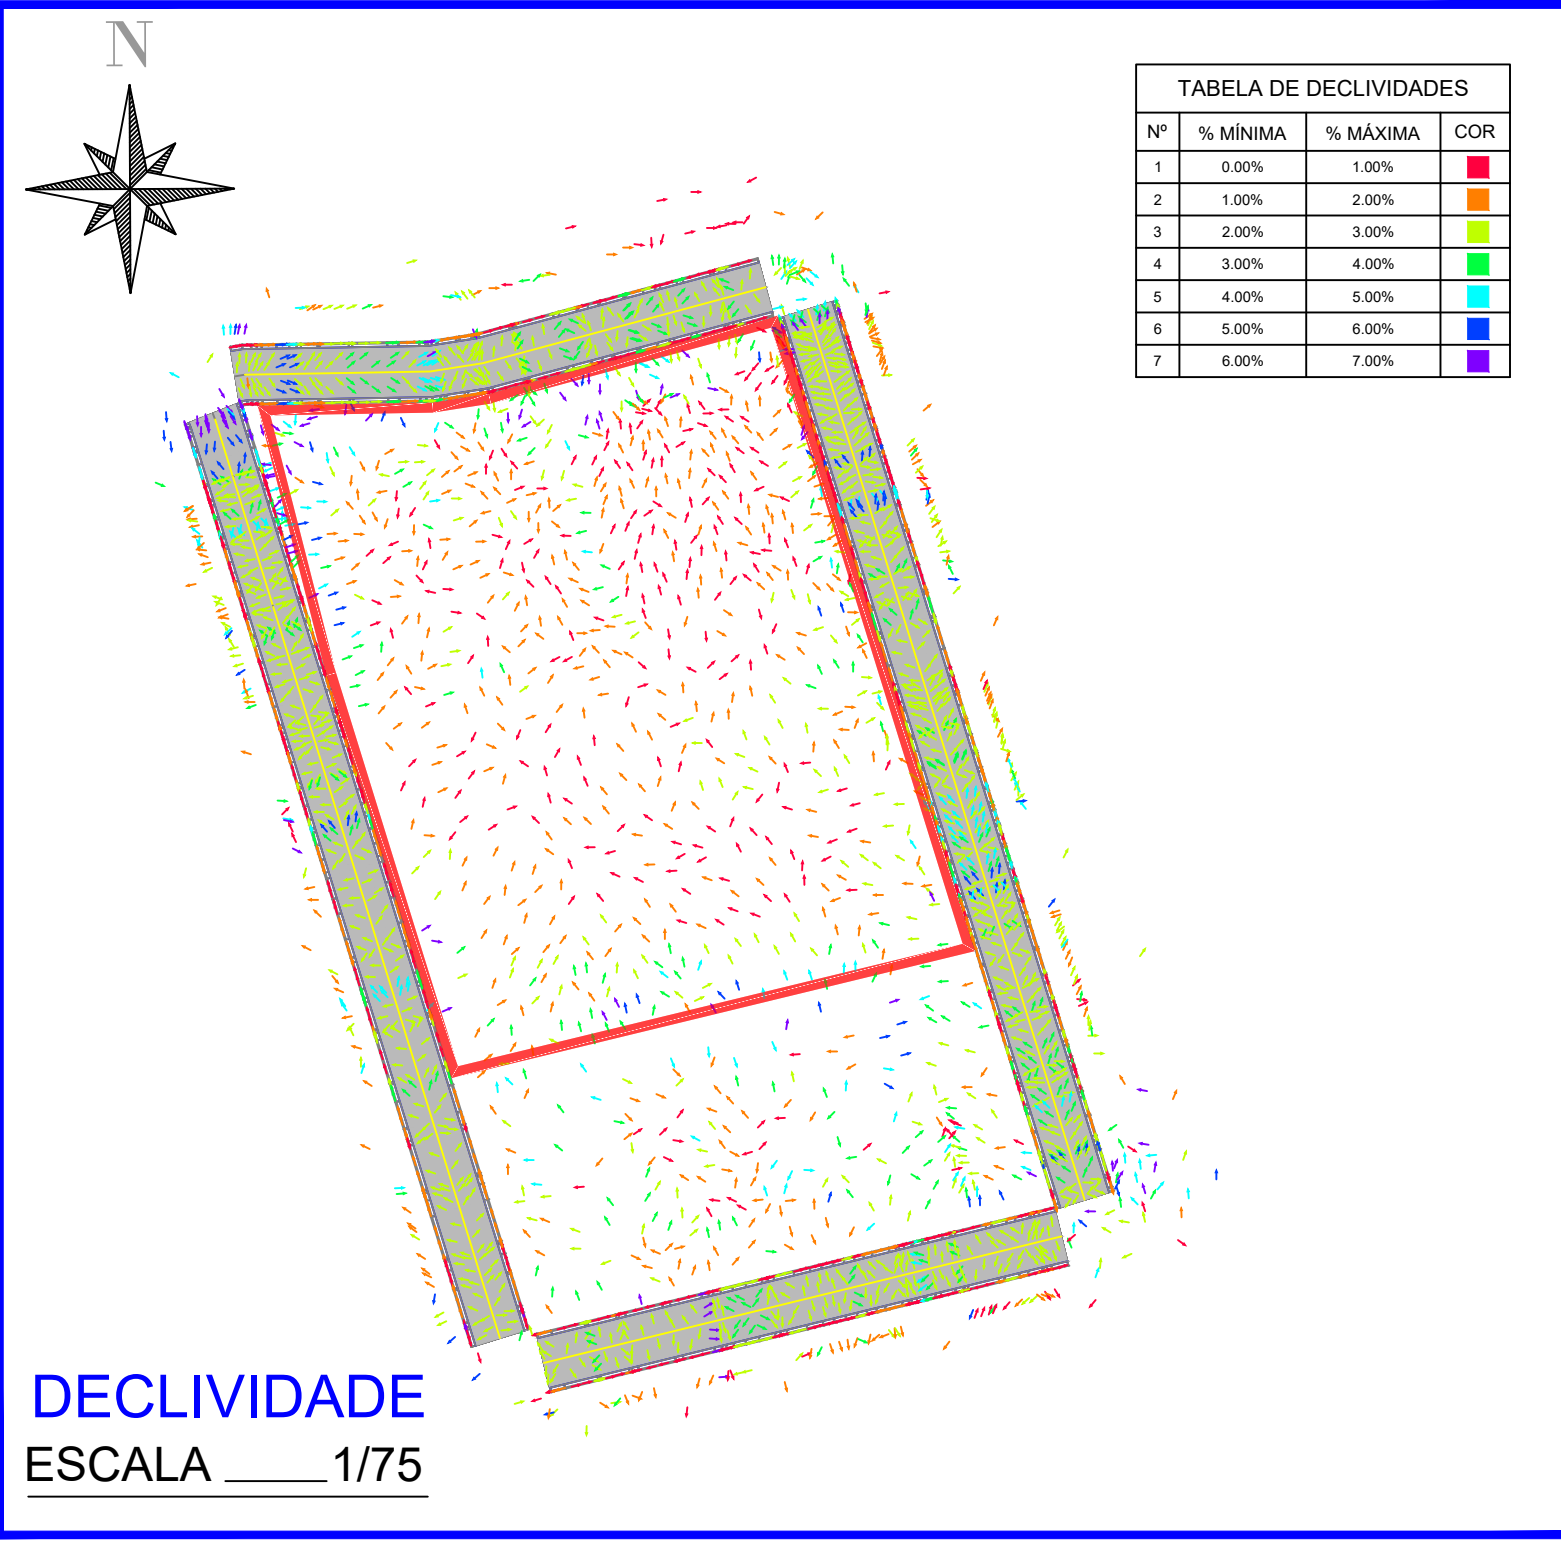 N
TABELA DE DECLIVIDADES
Nº % MÍNIMA % MÁXIMA COR
1 0.00% 1.00%
2 1.00% 2.00%
3 2.00% 3.00%
4 3.00% 4.00%
5 4.00% 5.00%
6 5.00% 6.00%
7 6.00% 7.00%
DECLIVIDADE
ESCALA ____ 1/75